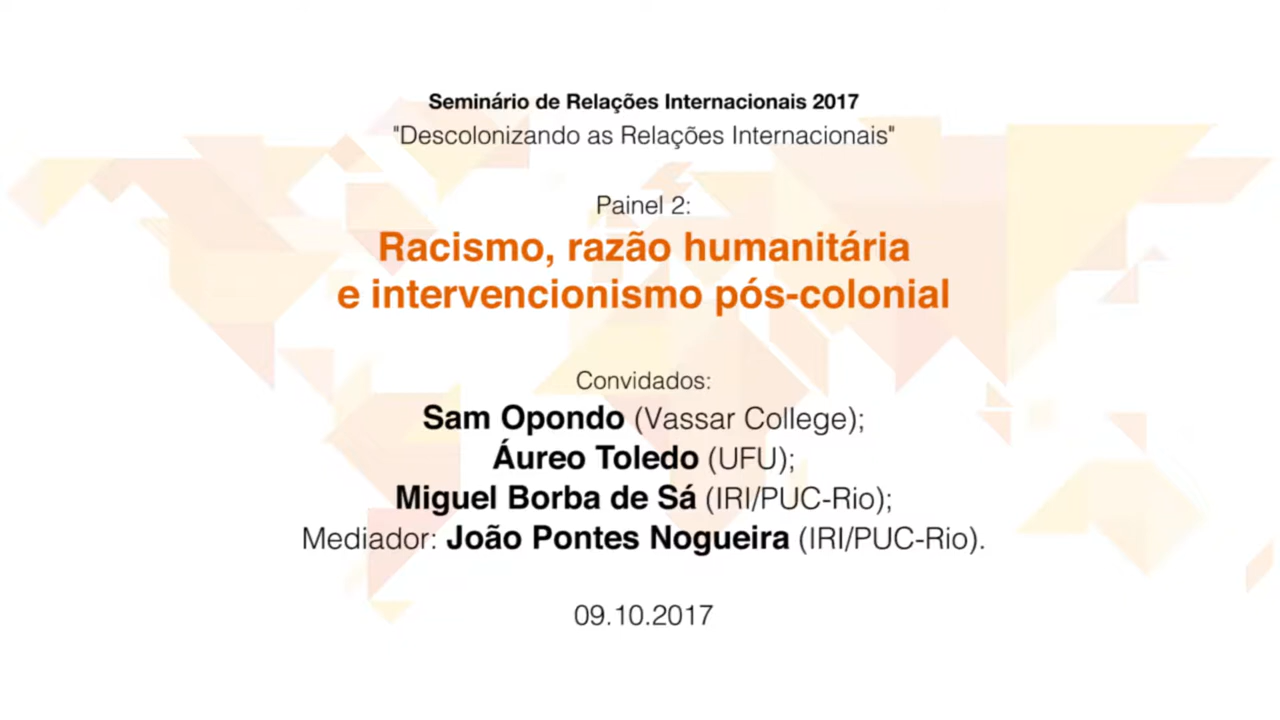 Seminário de Relações Internacionais 2017
"Descolonizando as Relações Internacionais"
Painel 2:
Racismo, razão humanitária
e intervencionismo pós-colonial
Convidados:
Sam Opondo (Vassar College);
Áureo Toledo (UFU);
Miguel Borba de Sá (IRI/PUC-Rio);
Mediador: João Pontes Nogueira (IRI/PUC-Rio).
09.10.2017